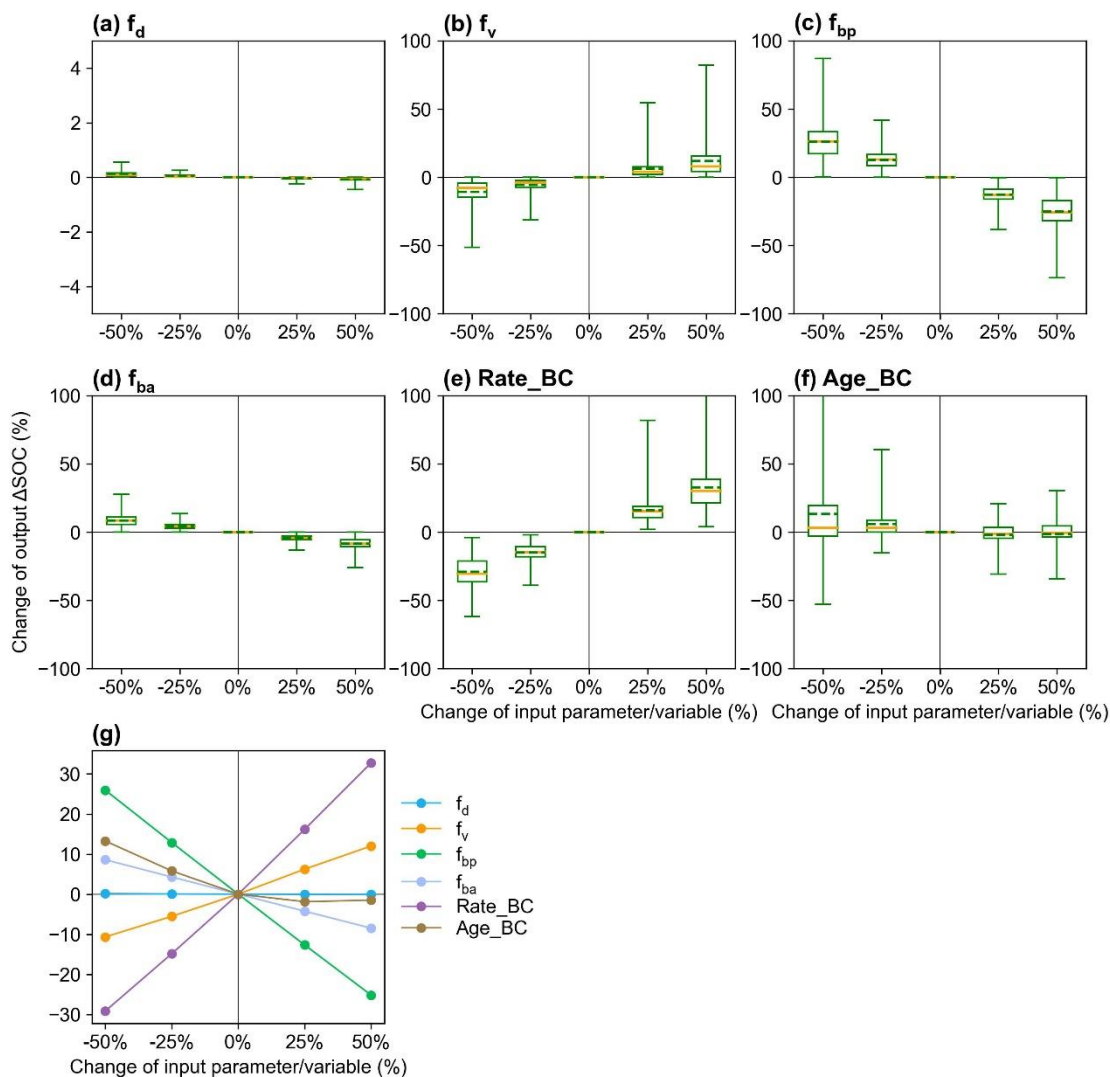 (a) f_d
(b) f_v
(c) f_bp
4
2
0
−2
−4
-50% -25% 0% 25% 50%
100
50
0
−50
−100
-50% -25% 0% 25% 50%
100
50
0
−50
−100
-50% -25% 0% 25% 50%
(d) f_ba
(e) Rate_BC
(f) Age_BC
Change of output ΔSOC (%)
100
50
0
−50
−100
-50% -25% 0% 25% 50%
100
50
0
−50
−100
-50% -25% 0% 25% 50%
Change of input parameter/variable (%)
100
50
0
−50
−100
-50% -25% 0% 25% 50%
Change of input parameter/variable (%)
(g)
30
20
10
0
−10
−20
−30
-50% -25% 0% 25% 50%
Change of input parameter/variable (%)
f_d
f_v
f_bp
f_ba
Rate_BC
Age_BC